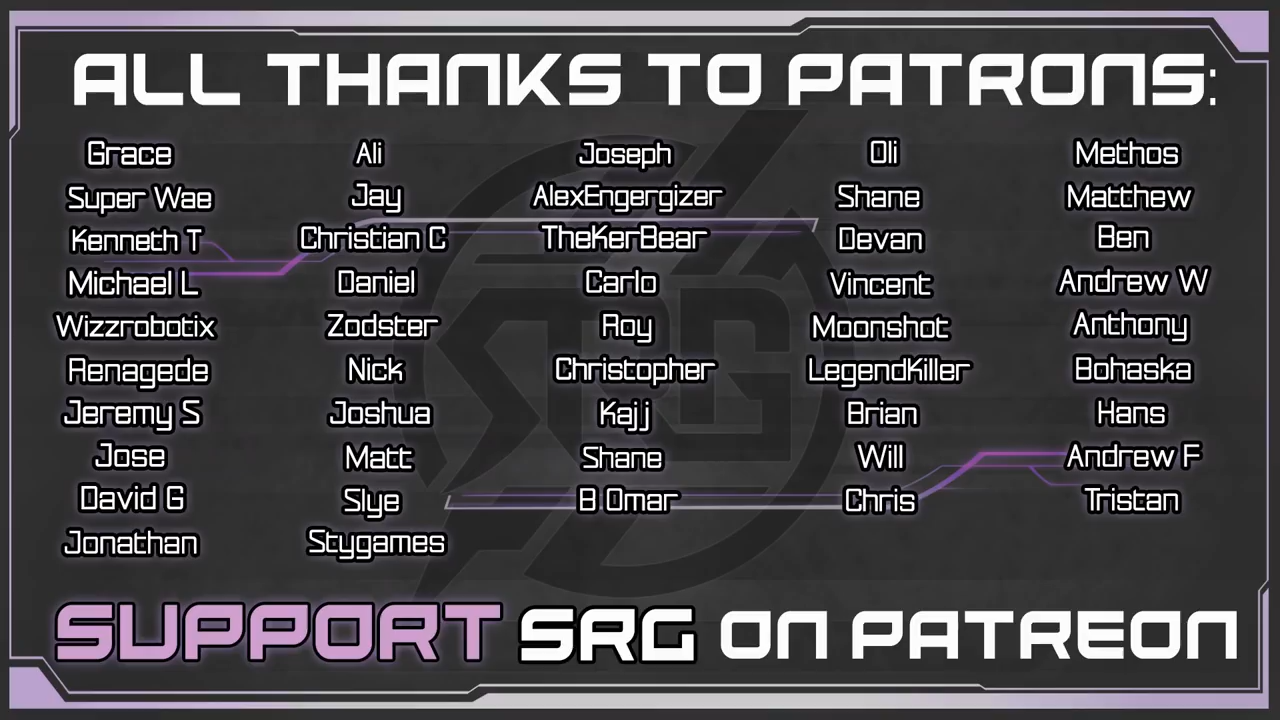 ALL THANKS TO PATRONS:
Grace
Super Wae
Kenneth T
Michael L
Wizzrobotix
Renagede
Jeremy S
Jose
David G
Jonathan
Ali
Jay
Christian C
Daniel
Zodster
Nick
Joshua
Matt
Slye
Stygames
Joseph
AlexEngergizer
TheKerBear
Carlo
Roy
Christopher
Kajj
Shane
B Omar
Oli
Shane
Devan
Vincent
Moonshot
LegendKiller
Brian
Will
Chris
Methos
Matthew
Ben
Andrew W
Anthony
Bohaska
Hans
Andrew F
Tristan
SRG
SUPPORT SRG ON PATREON